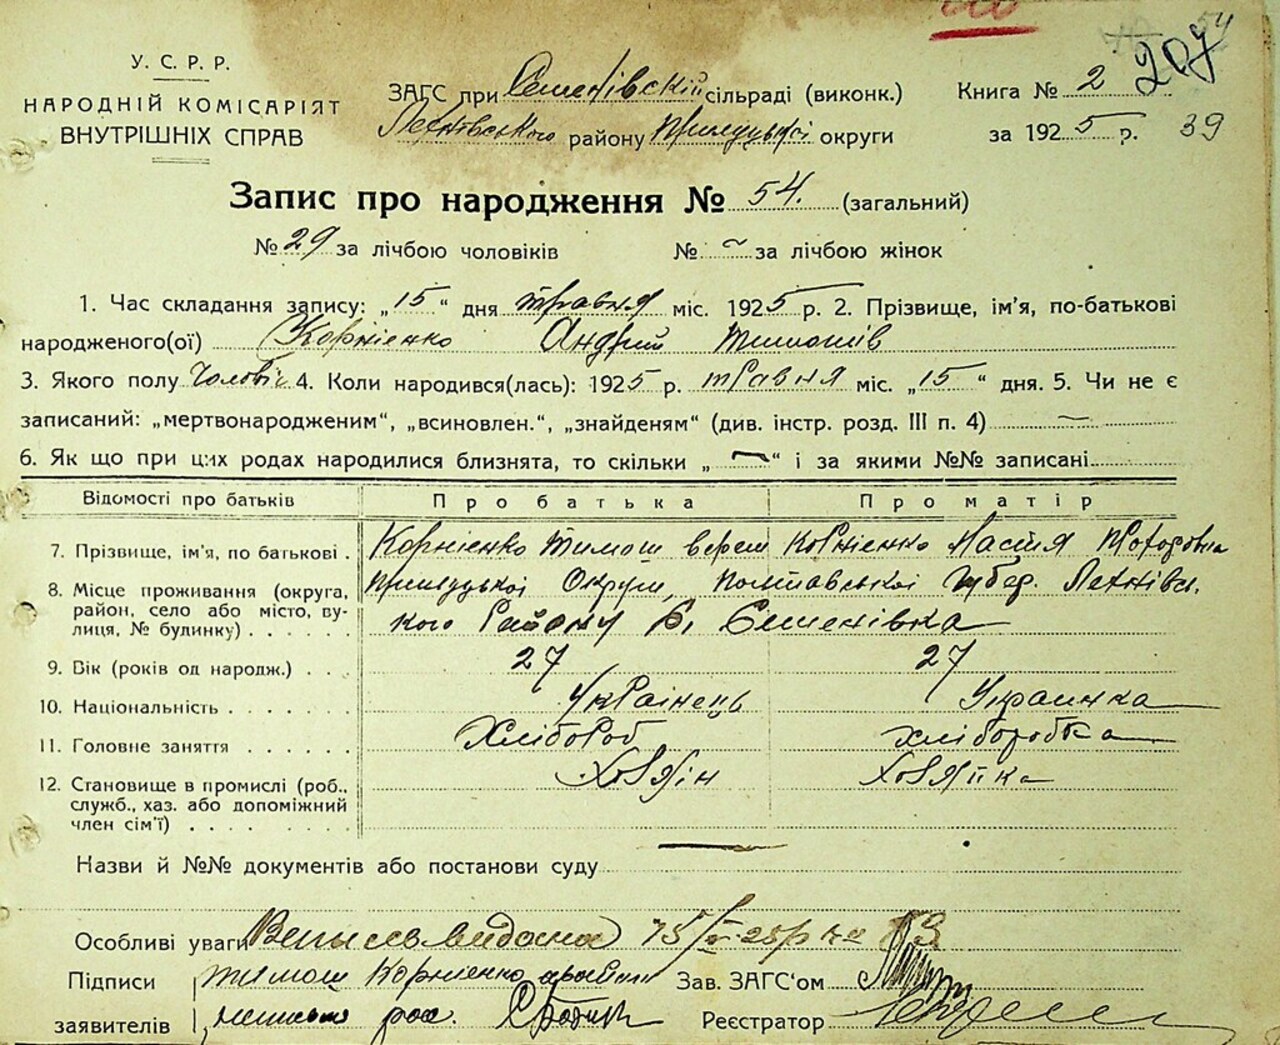 207
39
У. С. Р. Р.
НАРОДНІЙ КОМІСАРІЯТ
ВНУТРІШНІХ СПРАВ
ЗАГС при Семенівскій сільраді (виконк.)
району Прилуцької округи
Книга № 2
за 1925 р.
Запис про народження № 54. (загальний)
№ 29 за лічбою чоловіків № ~ за лічбою жінок
1. Час складання запису: „15" дня травня міс. 1925 р. 2. Прізвище, ім'я, по-батькові
народженого(ої) Корнієнко Андрий Тимошів
3. Якого полу Чолові 4. Коли народився(лась): 1925 р. травня міс. „15" дня. 5. Чи не є
записаний: „мертвонародженим", „всиновлен.", „знайденям" (див. інстр. розд. III п. 4) —
6. Як що при цих родах народилися близнята, то скільки „—" і за якими №№ записані
Відомості про батьків Про батька Про матір
7. Прізвище, ім'я, по батькові . Корнієнко Тимош Корнієнко Настя
8. Місце проживання (округа, район, село або місто, вулиця, № будинку) . . . . . . Прилуцької Округи, Полтавської Губер.
кого Району Семенівка
9. Вік (років од народж.) . . . 27 27
10. Національність . . . . . . . Українець Украинка
11. Головне заняття . . . . . . Хлібороб хліборобка
12. Становище в промислі (роб., служб., хаз. або допоміжний член сім'ї) . . . . . . . Хозяїн Хозяйка
Назви й №№ документів або постанови суду
Особливі уваги видана
Підписи заявителів Тимош Корнієнко
Зав. ЗАГС'ом
Реєстратор